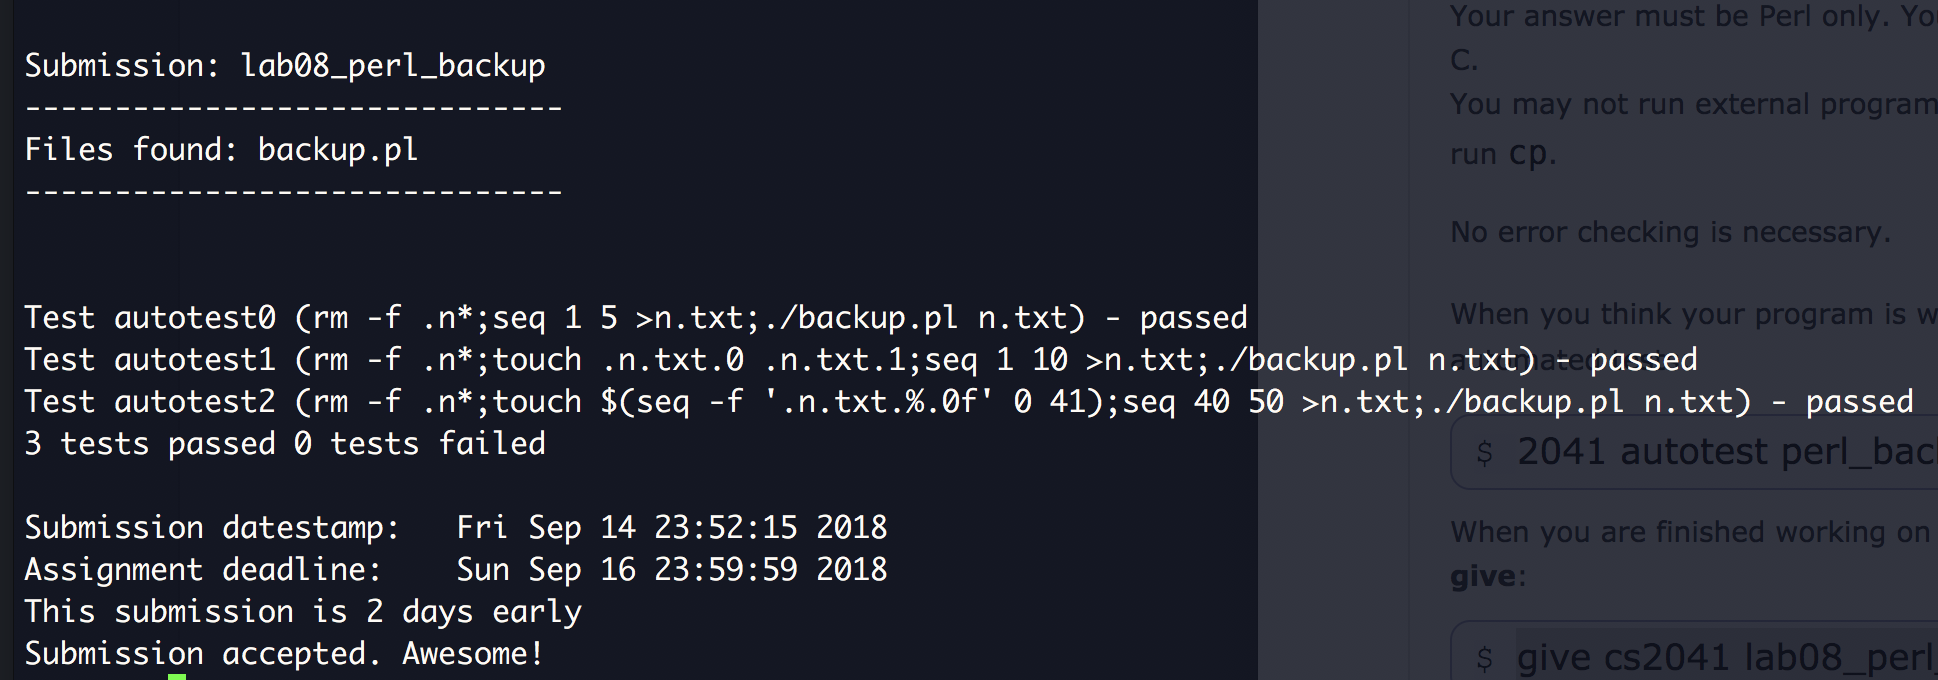 Submission: lab08_perl_backup
------------------------------
Files found: backup.pl
------------------------------
Test autotest0 (rm -f .n*;seq 1 5 >n.txt;./backup.pl n.txt) - passed
Test autotest1 (rm -f .n*;touch .n.txt.0 .n.txt.1;seq 1 10 >n.txt;./backup.pl n.txt) - passed
Test autotest2 (rm -f .n*;touch $(seq -f '.n.txt.%.0f' 0 41);seq 40 50 >n.txt;./backup.pl n.txt) - passed
3 tests passed 0 tests failed
Submission datestamp:   Fri Sep 14 23:52:15 2018
Assignment deadline:    Sun Sep 16 23:59:59 2018
This submission is 2 days early
Submission accepted. Awesome!
Your answer must be Perl only.
C.
You may not run external program
run cp.
No error checking is necessary.
When you think your program is
$ 2041 autotest perl_bac
When you are finished working on
give:
$ give cs2041 lab08_perl_